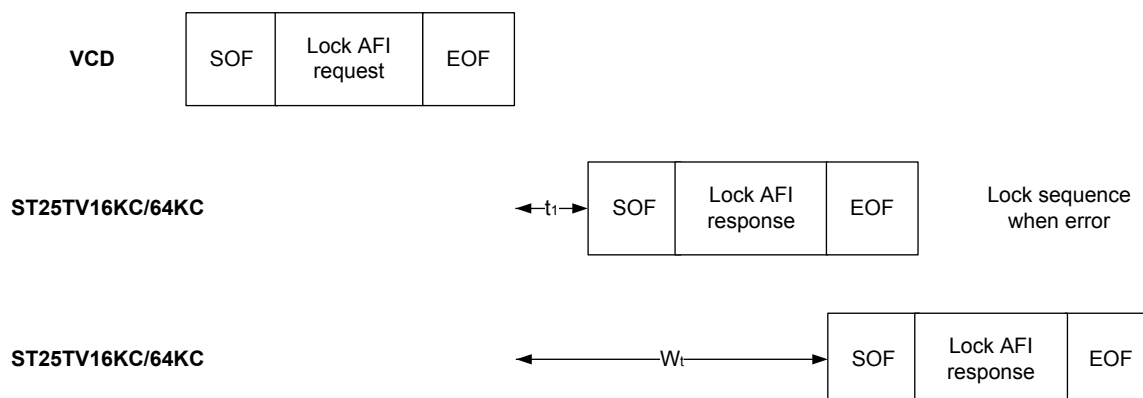 VCD
SOF
Lock AFI
request
EOF
ST25TV16KC/64KC
t1
SOF
Lock AFI
response
EOF
Lock sequence
when error
ST25TV16KC/64KC
Wt
SOF
Lock AFI
response
EOF